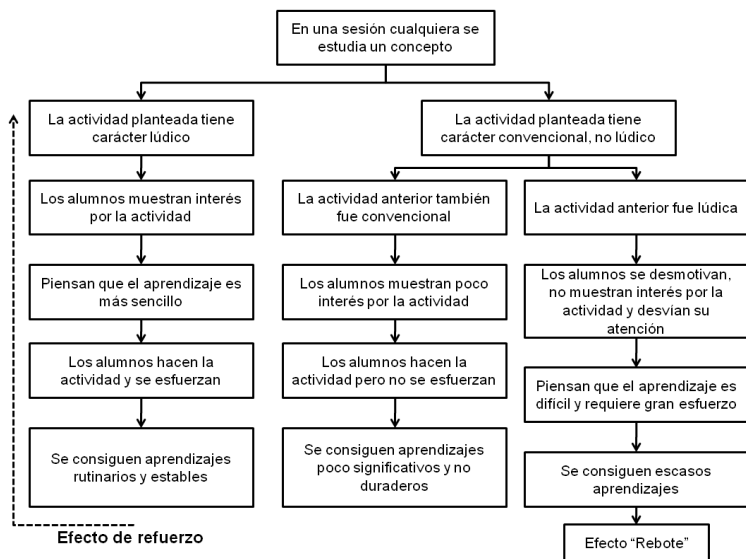 En una sesión cualquiera se
estudia un concepto
La actividad planteada tiene
carácter lúdico
La actividad planteada tiene
carácter convencional, no lúdico
Los alumnos muestran interés
por la actividad
La actividad anterior también
fue convencional
La actividad anterior fue lúdica
Piensan que el aprendizaje es
más sencillo
Los alumnos muestran poco
interés por la actividad
Los alumnos se desmotivan,
no muestran interés por la
actividad y desvían su
atención
Los alumnos hacen la
actividad y se esfuerzan
Los alumnos hacen la
actividad pero no se esfuerzan
Piensan que el aprendizaje es
difícil y requiere gran esfuerzo
Se consiguen aprendizajes
rutinarios y estables
Se consiguen aprendizajes
poco significativos y no
duraderos
Se consiguen escasos
aprendizajes
Efecto de refuerzo
Efecto “Rebote”